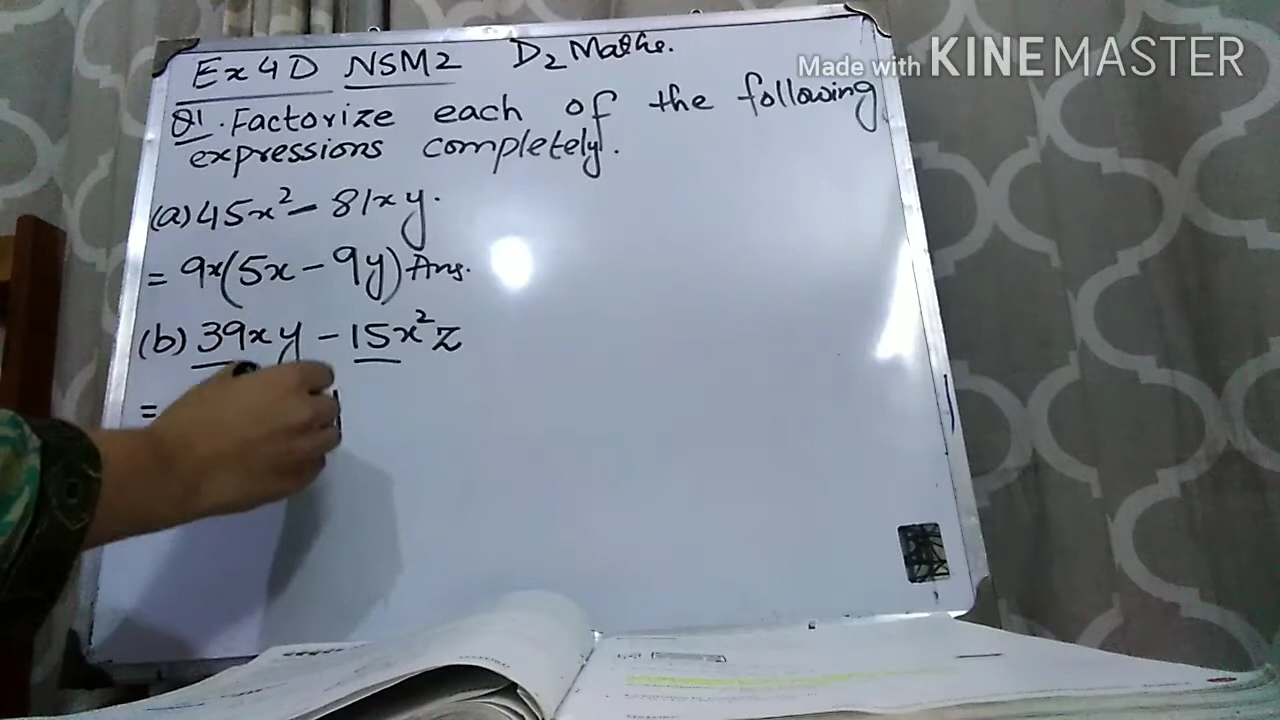 Made with KINEMASTER
Ex 4D NSM2 D2 Maths.
Q1. Factorize each of the following
expressions completely.
(a) 45x² - 81xy.
= 9x(5x - 9y) Ans.
(b) 39xy - 15x²z
=